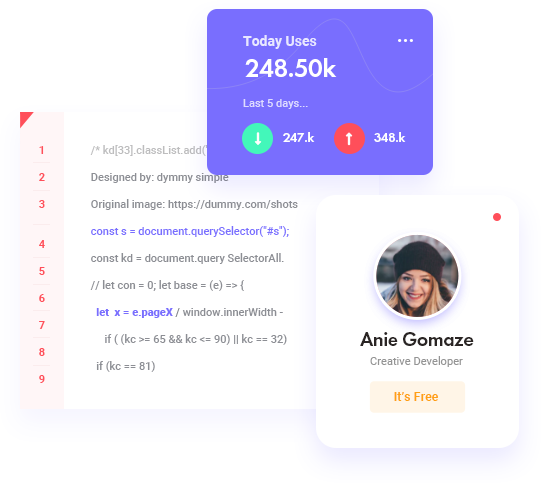 Today Uses
248.50k
Last 5 days...
247.k
348.k
1
/* kd[33].classList.add(
2
Designed by: dymmy simple
3
Original image: https://dummy.com/shots
const s = document.querySelector("#s");
4
const kd = document.query SelectorAll.
5
// let con = 0; let base = (e) => {
6
let x = e.pageX / window.innerWidth -
7
if ( (kc >= 65 && kc <= 90) || kc == 32)
8
if (kc == 81)
9
Anie Gomaze
Creative Developer
It's Free